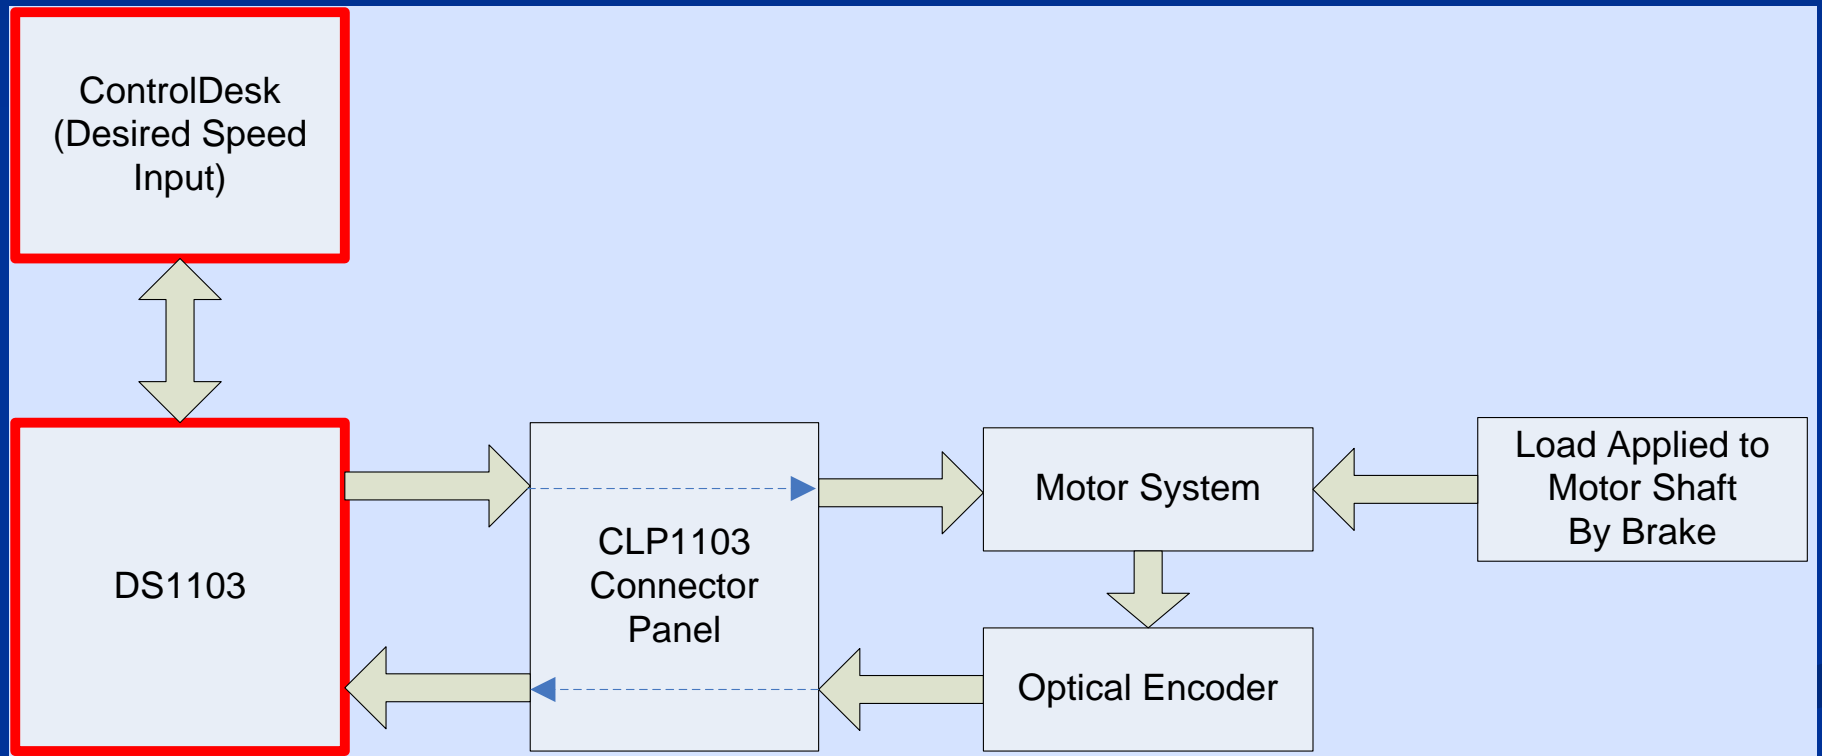 ControlDesk
(Desired Speed
Input)
DS1103
CLP1103
Connector
Panel
Motor System
Load Applied to
Motor Shaft
By Brake
Optical Encoder